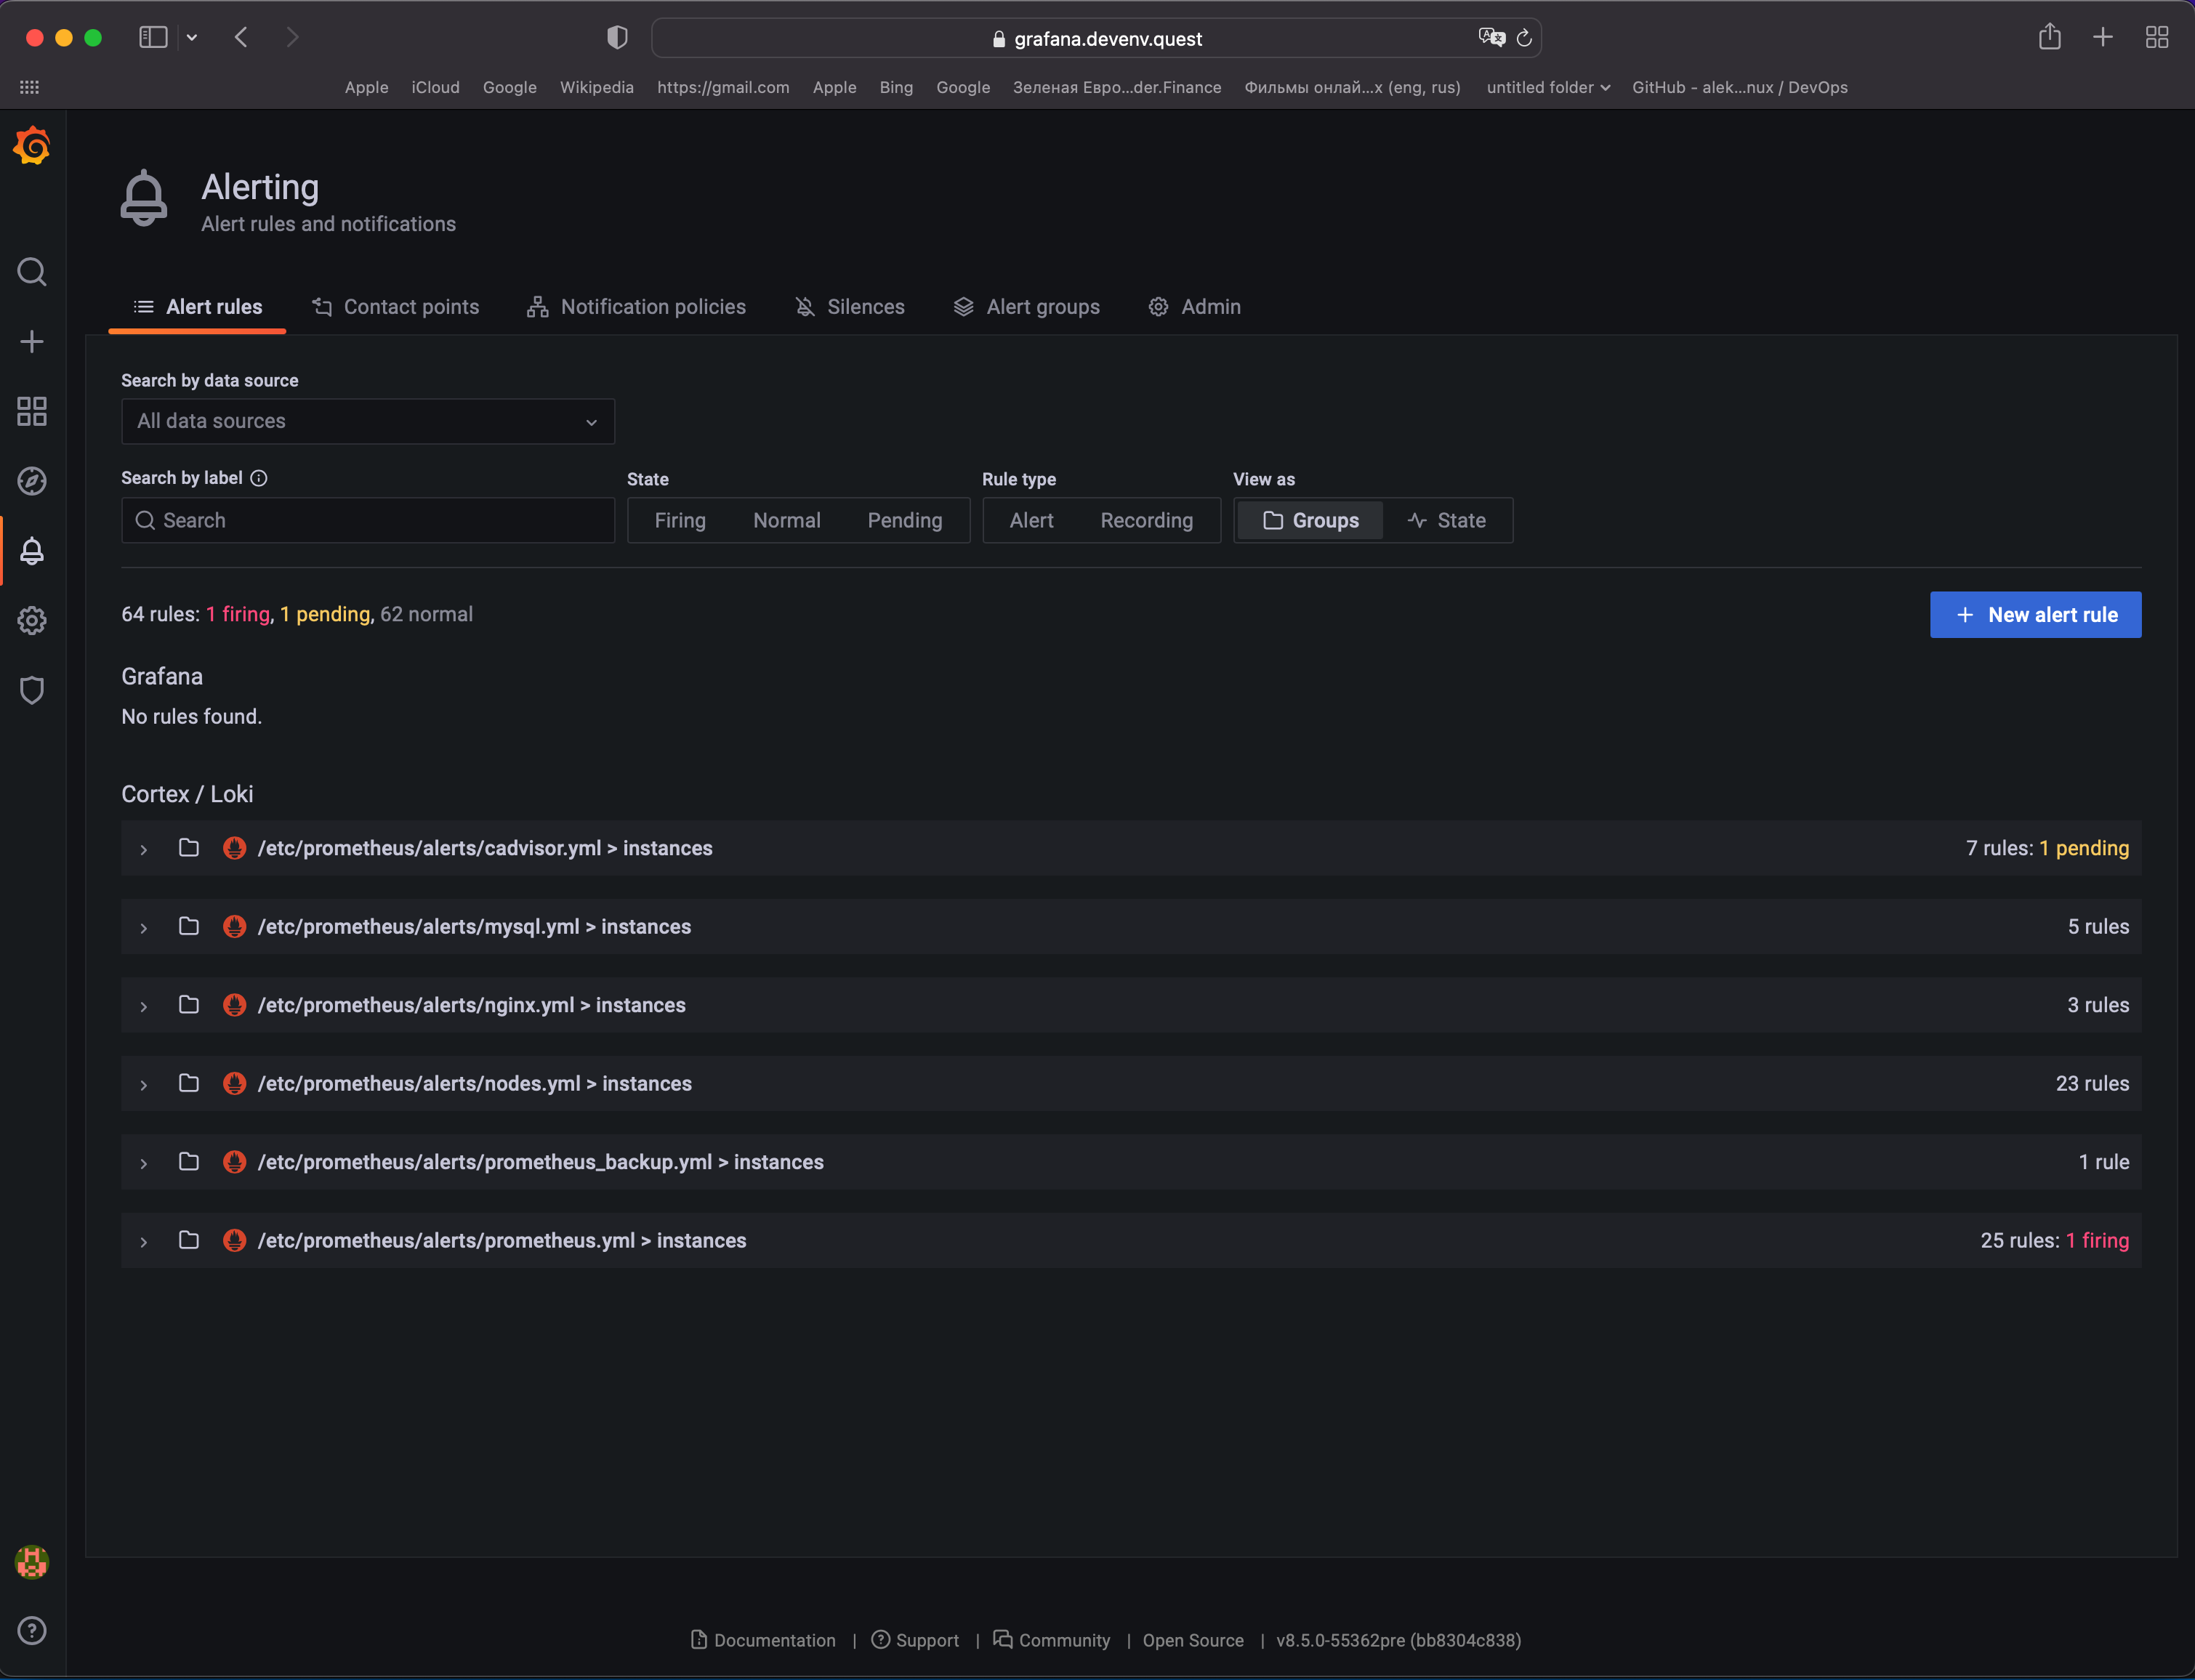 grafana.devenv.quest
Apple iCloud Google Wikipedia https://gmail.com Apple Bing Google Зеленая Евро...der.Finance Фильмы онлай...х (eng, rus) untitled folder GitHub - alek...nux / DevOps
Alerting
Alert rules and notifications
Alert rules Contact points Notification policies Silences Alert groups Admin
Search by data source
All data sources
Search by label State Rule type View as
Search Firing Normal Pending Alert Recording Groups State
64 rules: 1 firing, 1 pending, 62 normal + New alert rule
Grafana
No rules found.
Cortex / Loki
/etc/prometheus/alerts/cadvisor.yml > instances 7 rules: 1 pending
/etc/prometheus/alerts/mysql.yml > instances 5 rules
/etc/prometheus/alerts/nginx.yml > instances 3 rules
/etc/prometheus/alerts/nodes.yml > instances 23 rules
/etc/prometheus/alerts/prometheus_backup.yml > instances 1 rule
/etc/prometheus/alerts/prometheus.yml > instances 25 rules: 1 firing
Documentation | Support | Community | Open Source | v8.5.0-55362pre (bb8304c838)